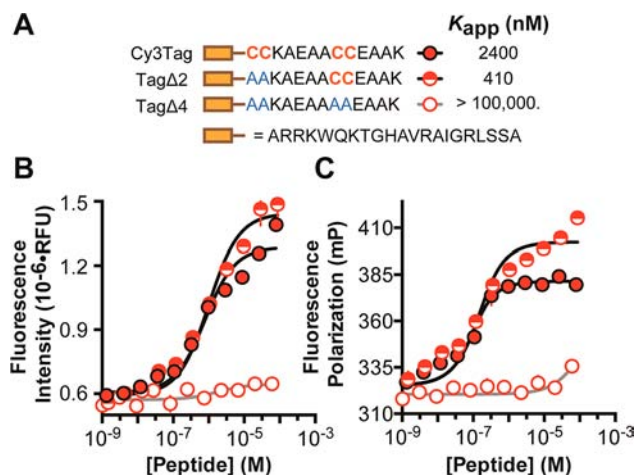 A
Kapp (nM)
Cy3Tag CCKAEAACCEAAK 2400
TagΔ2 AAKAEAACCEAAK 410
TagΔ4 AAKAEAAAAEAAK > 100,000.
= ARRKWQKTGHAVRAIGRLSSA
B
Fluorescence
Intensity (10⁻⁶•RFU)
1.5
1.2
0.9
0.6
10⁻⁹ 10⁻⁷ 10⁻⁵ 10⁻³
[Peptide] (M)
C
Fluorescence
Polarization (mP)
410
385
360
335
310
10⁻⁹ 10⁻⁷ 10⁻⁵ 10⁻³
[Peptide] (M)